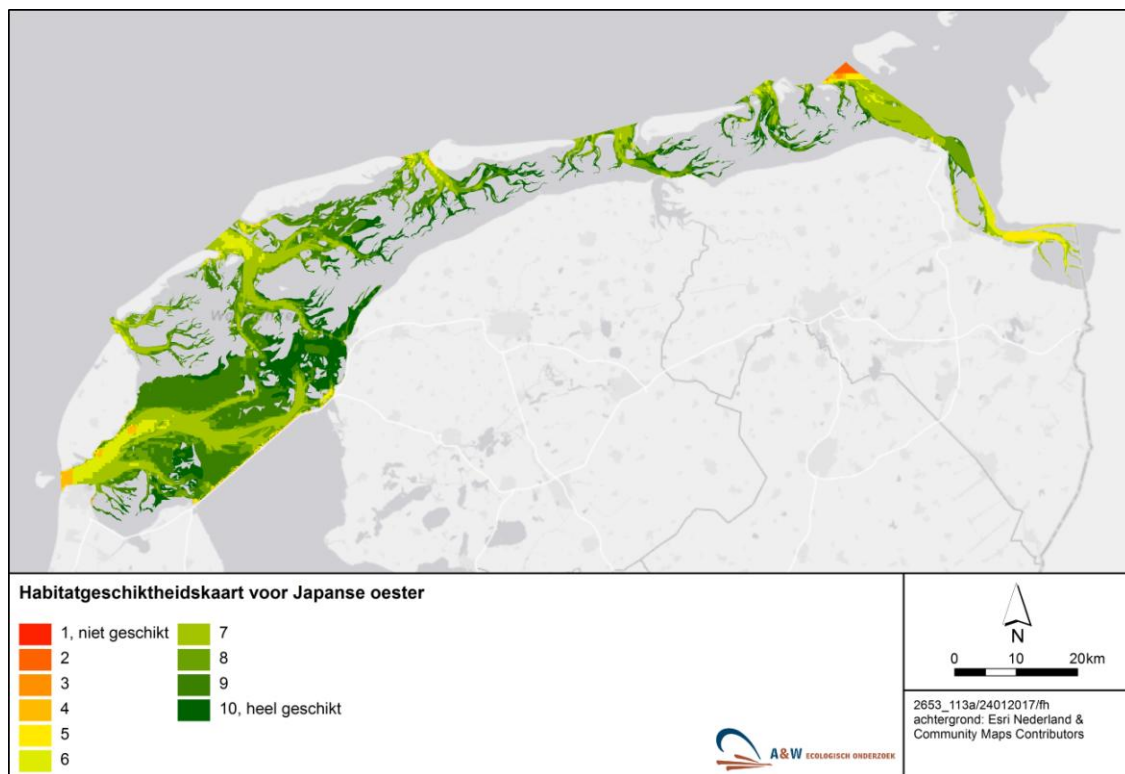 Habitatgeschiktheidskaart voor Japanse oester
1, niet geschikt
2
3
4
5
6
7
8
9
10, heel geschikt
N
0 10 20km
2653_113a/24012017/fh
achtergrond: Esri Nederland &
Community Maps Contributors
A&W ECOLOGISCH ONDERZOEK